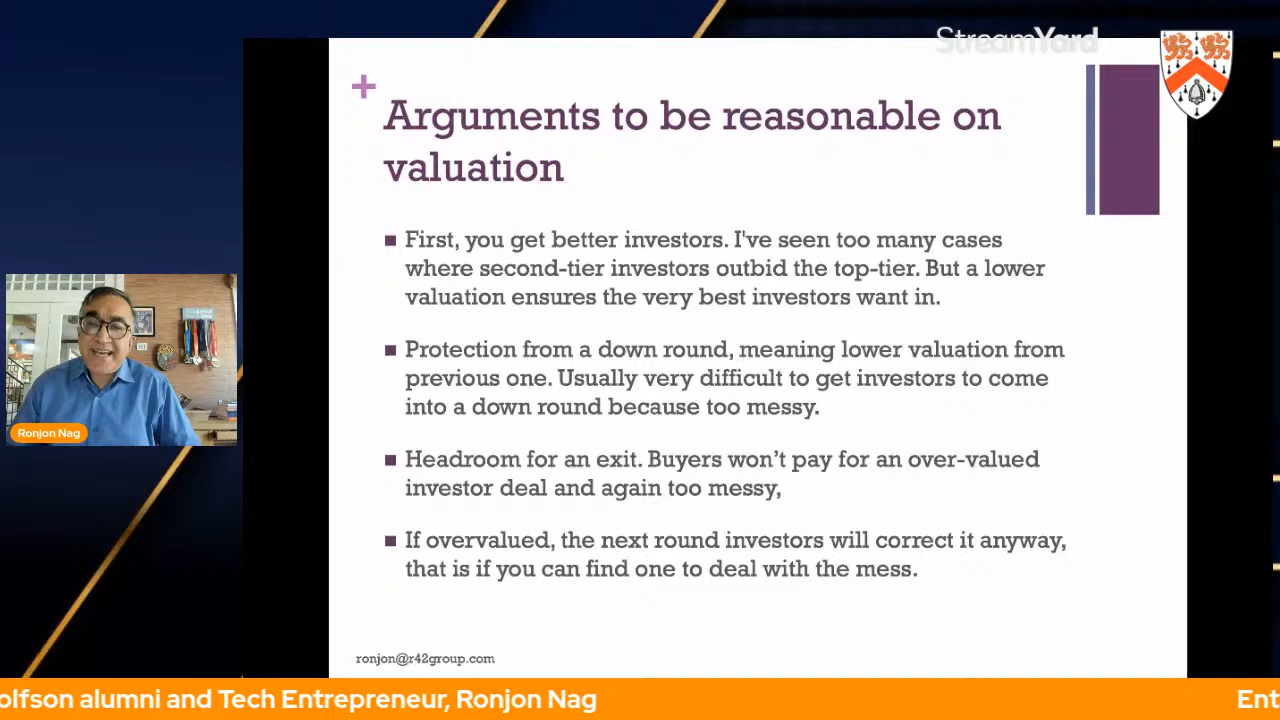 StreamYard
+
Arguments to be reasonable on
valuation
■ First, you get better investors. I've seen too many cases
where second-tier investors outbid the top-tier. But a lower
valuation ensures the very best investors want in.
■ Protection from a down round, meaning lower valuation from
previous one. Usually very difficult to get investors to come
into a down round because too messy.
■ Headroom for an exit. Buyers won’t pay for an over-valued
investor deal and again too messy,
■ If overvalued, the next round investors will correct it anyway,
that is if you can find one to deal with the mess.
Ronjon Nag
ronjon@r42group.com
olfson alumni and Tech Entrepreneur, Ronjon Nag
Ent